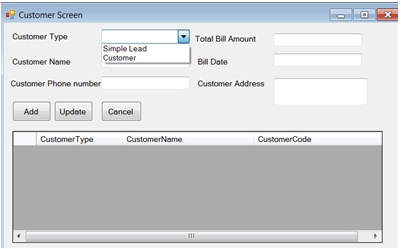 Customer Screen
Customer Type
Total Bill Amount
Simple Lead
Customer
Customer Name
Bill Date
Customer Phone number
Customer Address
Add Update Cancel
CustomerType CustomerName CustomerCode